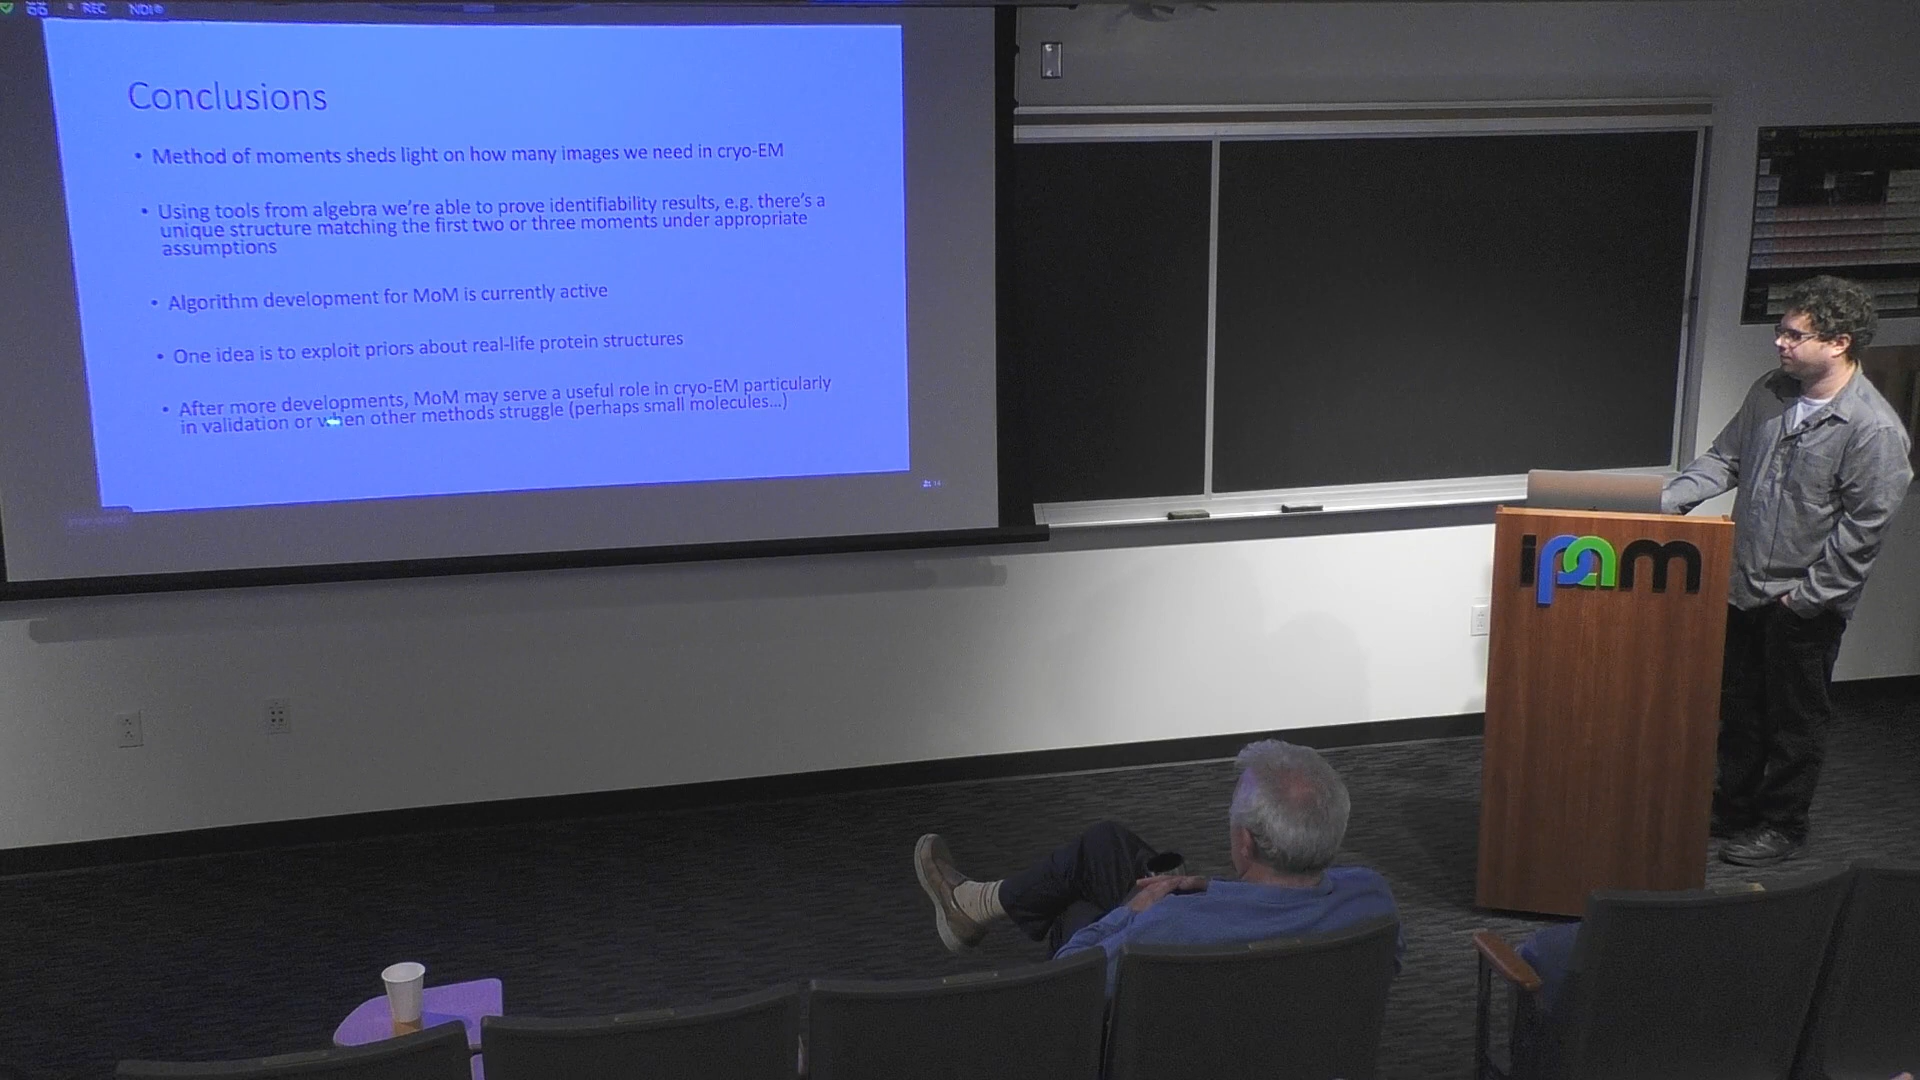 REC NDI
Conclusions
• Method of moments sheds light on how many images we need in cryo-EM
• Using tools from algebra we're able to prove identifiability results, e.g. there's a
unique structure matching the first two or three moments under appropriate
assumptions
• Algorithm development for MoM is currently active
• One idea is to exploit priors about real-life protein structures
• After more developments, MoM may serve a useful role in cryo-EM particularly
in validation or when other methods struggle (perhaps small molecules...)
ipam